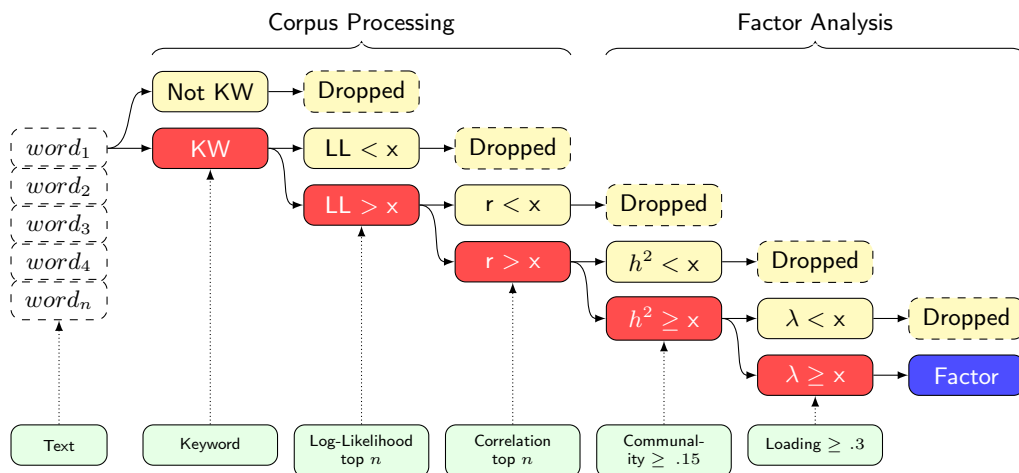 Corpus Processing
Factor Analysis
Not KW
Dropped
word₁
KW
LL < x
Dropped
word₂
LL > x
r < x
Dropped
word₃
word₄
r > x
h² < x
Dropped
wordₙ
h² ≥ x
λ < x
Dropped
λ ≥ x
Factor
Text
Keyword
Log-Likelihood
top n
Correlation
top n
Communal-
ity ≥ .15
Loading ≥ .3